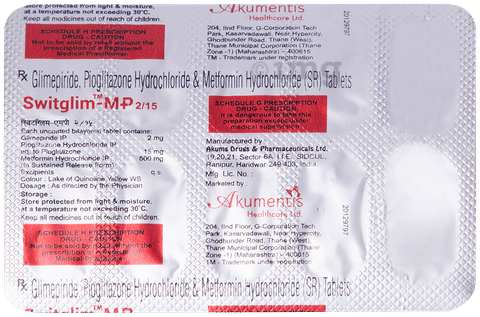 Store protected from light & moisture,
at a temperature not exceeding 30°C.
Keep all medicines out of reach of children.
SCHEDULE H PRESCRIPTION
DRUG - CAUTION
Not to be sold by retail without the
prescription of a Registered
Medical Practitioner.
Akumentis
Healthcare Ltd.
204, IInd Floor, G-Corporation Tech
Park, Kasarvadawali, Near Hypercity,
Ghodbunder Road, Thane (West),
Thane Municipal Corporation (Thane
Zone -1) (Maharashtra) - 400615
TM - Trademark under registration
20129797
Rx Glimepiride, Pioglitazone Hydrochloride & Metformin Hydrochloride (SR) Tablets
Switglim™-MP 2/15
स्विटग्लिम-एमपी २/१५
Each uncoated bilayered tablet contains:
Glimepiride IP 2 mg
Pioglitazone Hydrochloride IP
eq. to Pioglitazone 15 mg
Metformin Hydrochloride IP 500 mg
(In Sustained Release Form)
Excipients q.s.
Colour : Lake of Quinoline Yellow WS
Dosage : As directed by the Physician
Storage :
Store protected from light & moisture,
at a temperature not exceeding 30°C.
Keep all medicines out of reach of children.
SCHEDULE H PRESCRIPTION
DRUG - CAUTION
Not to be sold by retail without the
prescription of a Registered
Medical Practitioner.
SCHEDULE G PRESCRIPTION
DRUG - CAUTION
It is dangerous to take this
preparation except under
medical supervision
Manufactured by :
Akums Drugs & Pharmaceuticals Ltd.
19,20,21, Sector-6A, I.I.E., SIDCUL,
Ranipur, Haridwar-249 403, India.
Mfg. Lic. No. :
Marketed by :
Akumentis
Healthcare Ltd.
204, IInd Floor, G-Corporation Tech
Park, Kasarvadawali, Near Hypercity,
Ghodbunder Road, Thane (West),
Thane Municipal Corporation (Thane
Zone -1) (Maharashtra) - 400615
TM - Trademark under registration
20129797
Rx Glimepiride, Pioglitazone Hydrochloride & Metformin Hydrochloride (SR) Tablets
Switglim™-MP